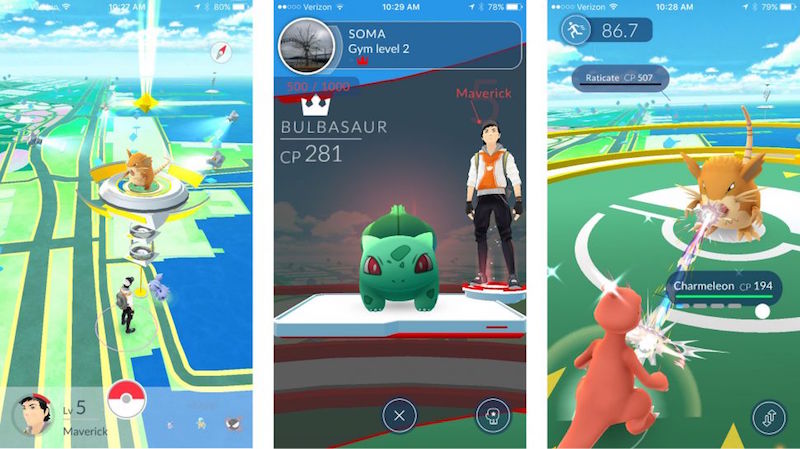 Verizon 10:27 AM 80%
Lv 5
Maverick
Verizon 10:29 AM 78%
SOMA
Gym level 2
500 / 1000
Maverick
5
BULBASAUR
CP 281
Verizon 10:28 AM 79%
86.7
Raticate CP 507
Charmeleon CP 194